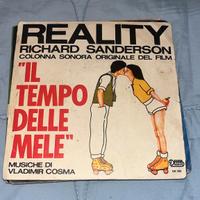 REALITY
RICHARD SANDERSON
COLONNA SONORA ORIGINALE DEL FILM
"IL
TEMPO
DELLE
MELE"
MUSICHE DI
VLADIMIR COSMA